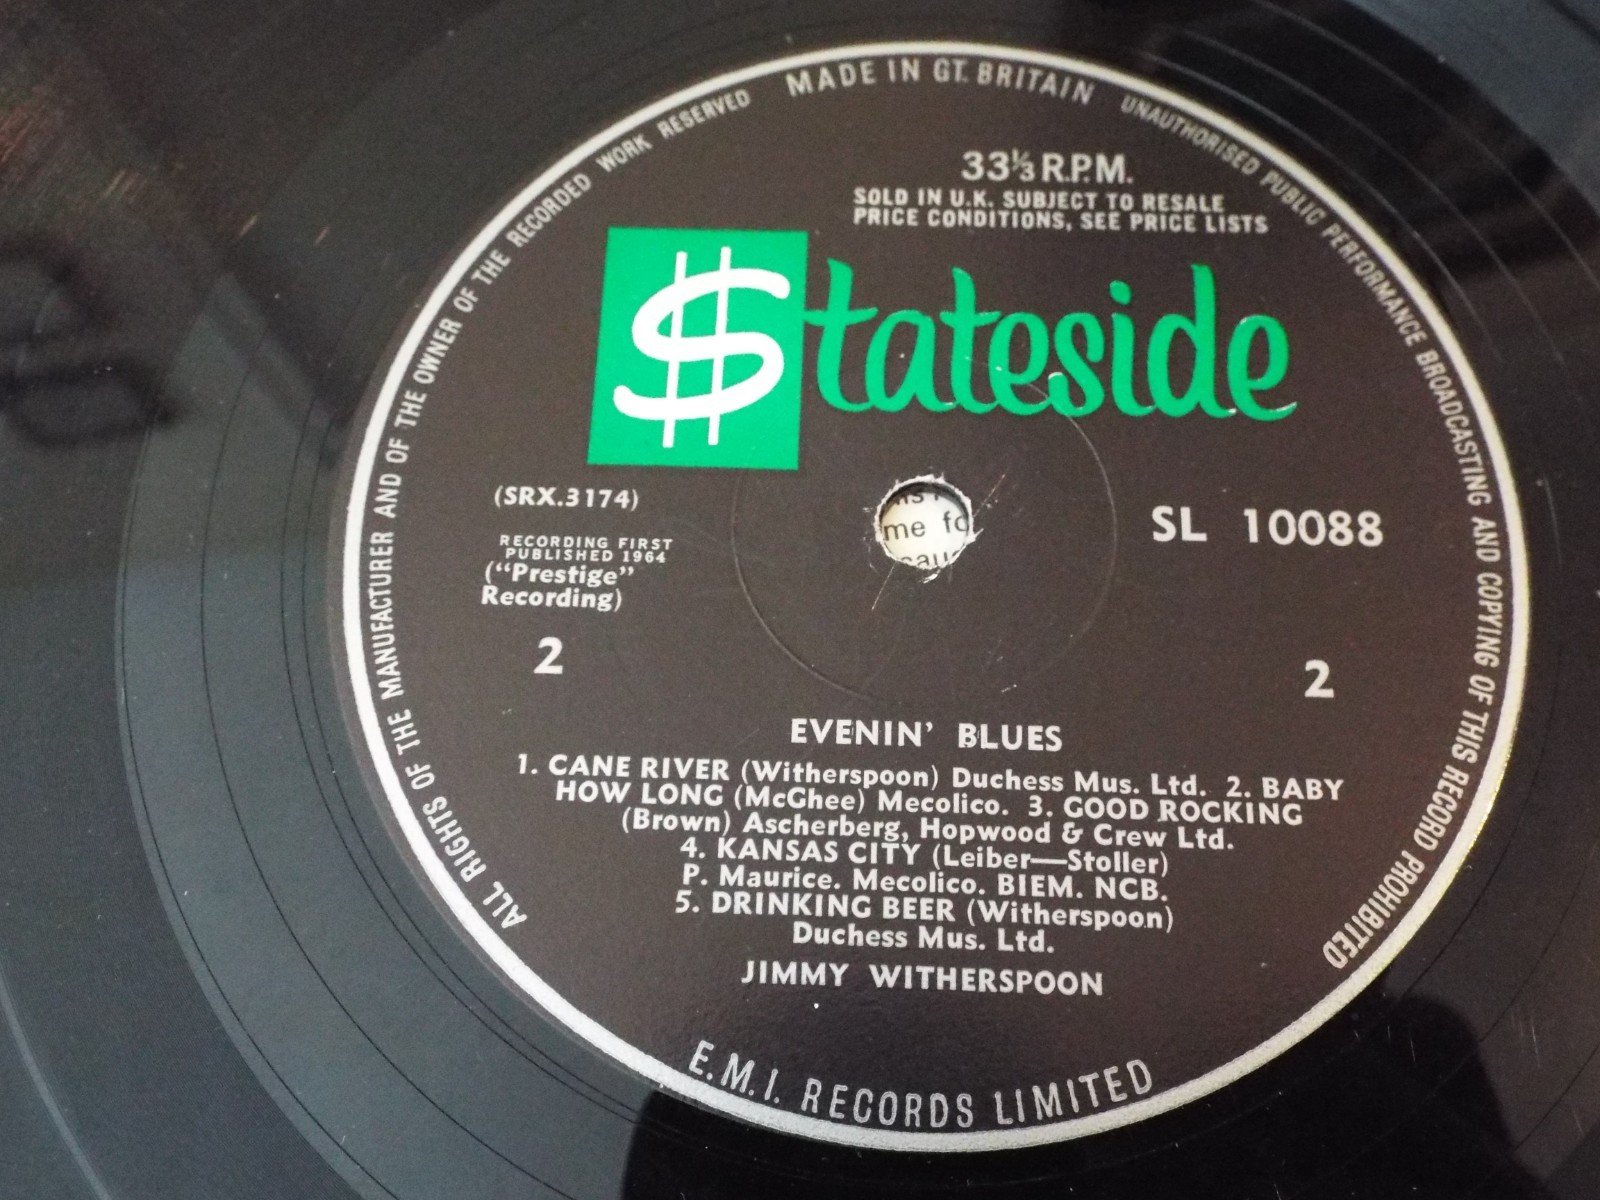 MADE IN GT. BRITAIN
UNAUTHORISED PUBLIC PERFORMANCE BROADCASTING AND COPYING OF THIS RECORD PROHIBITED
ALL RIGHTS OF THE MANUFACTURER AND OF THE OWNER OF THE RECORDED WORK RESERVED
33⅓ R.P.M.
SOLD IN U.K. SUBJECT TO RESALE
PRICE CONDITIONS, SEE PRICE LISTS
$tateside
(SRX.3174)
SL 10088
RECORDING FIRST
PUBLISHED 1964
("Prestige"
Recording)
me
2
2
EVENIN' BLUES
1. CANE RIVER (Witherspoon) Duchess Mus. Ltd. 2. BABY
HOW LONG (McGhee) Mecolico. 3. GOOD ROCKING
(Brown) Ascherberg, Hopwood & Crew Ltd.
4. KANSAS CITY (Leiber—Stoller)
P. Maurice. Mecolico. BIEM. NCB.
5. DRINKING BEER (Witherspoon)
Duchess Mus. Ltd.
JIMMY WITHERSPOON
E.M.I. RECORDS LIMITED